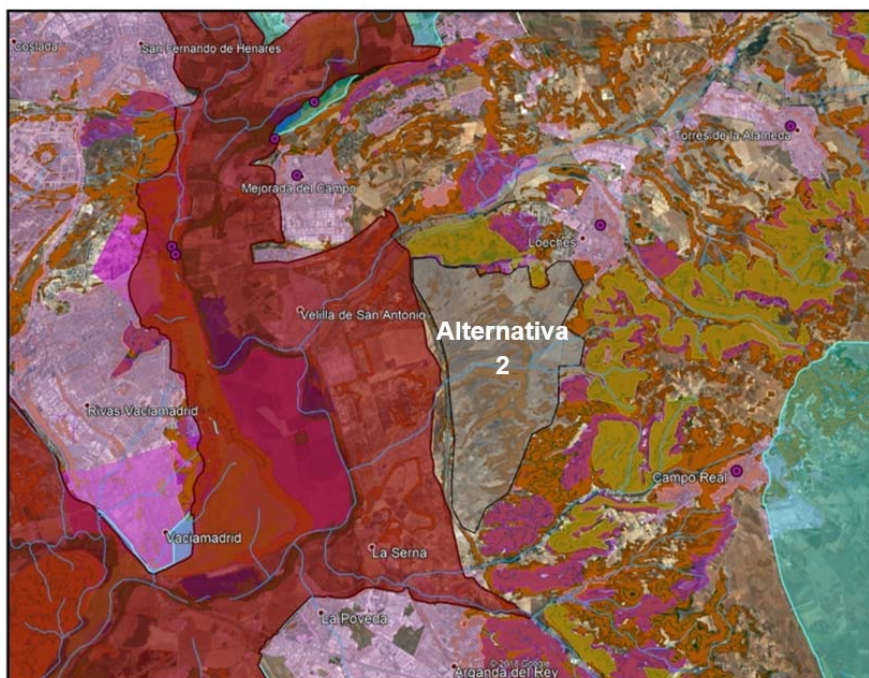 Coslada
San Fernando de Henares
Torres de la Alameda
Mejorada del Campo
Loeches
Velilla de San Antonio
Alternativa
2
Rivas Vaciamadrid
Campo Real
Vaciamadrid
La Serna
La Poveda
© 2018 Google
Arganda del Rey